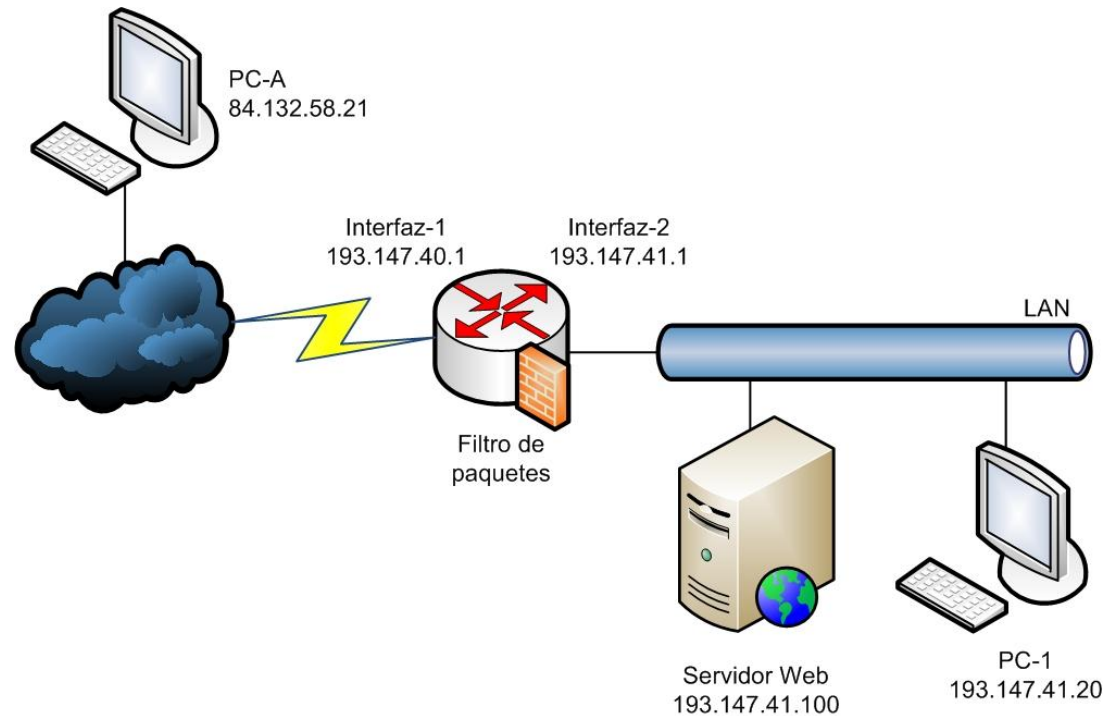 PC-A
84.132.58.21
Interfaz-1
193.147.40.1
Interfaz-2
193.147.41.1
LAN
Filtro de
paquetes
Servidor Web
193.147.41.100
PC-1
193.147.41.20